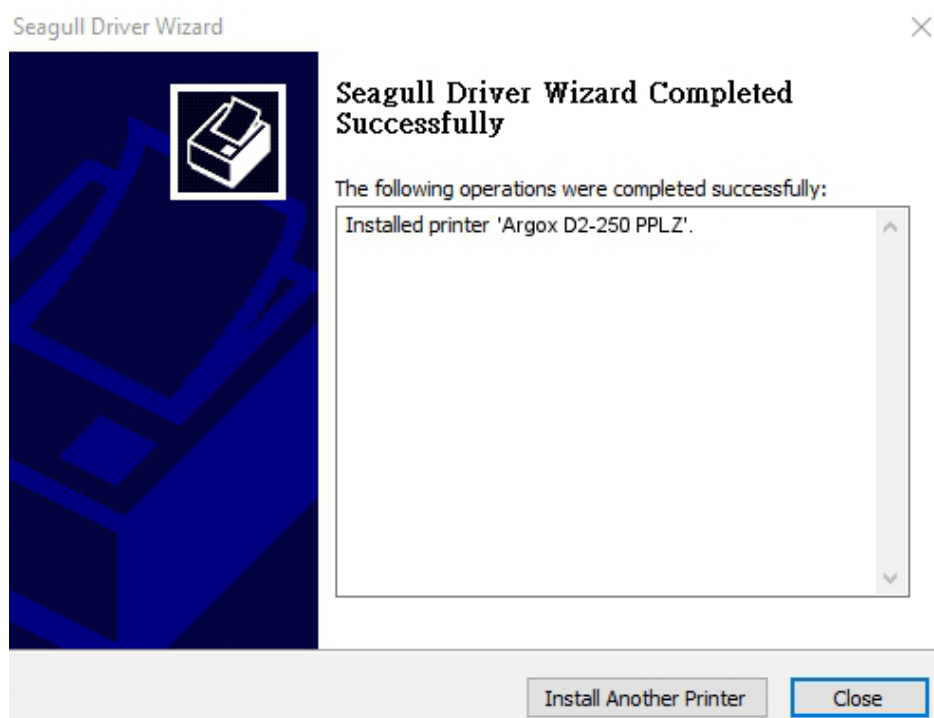 Seagull Driver Wizard
Seagull Driver Wizard Completed
Successfully
The following operations were completed successfully:
Installed printer 'Argox D2-250 PPLZ'.
Install Another Printer
Close